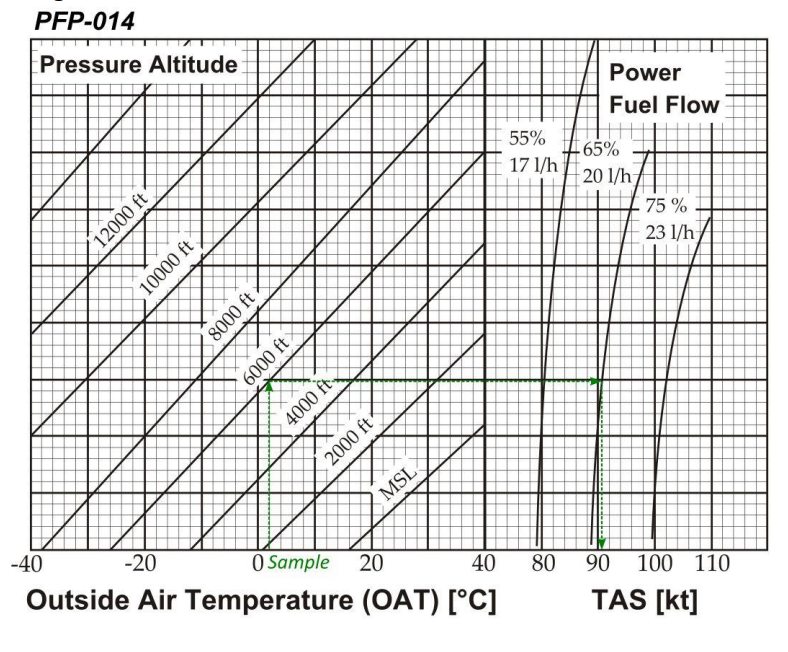 PFP-014
Pressure Altitude
Power
Fuel Flow
55%
17 l/h
65%
20 l/h
75 %
23 l/h
12000 ft
10000 ft
8000 ft
6000 ft
4000 ft
2000 ft
MSL
-40 -20 0 Sample 20 40 80 90 100 110
Outside Air Temperature (OAT) [°C] TAS [kt]